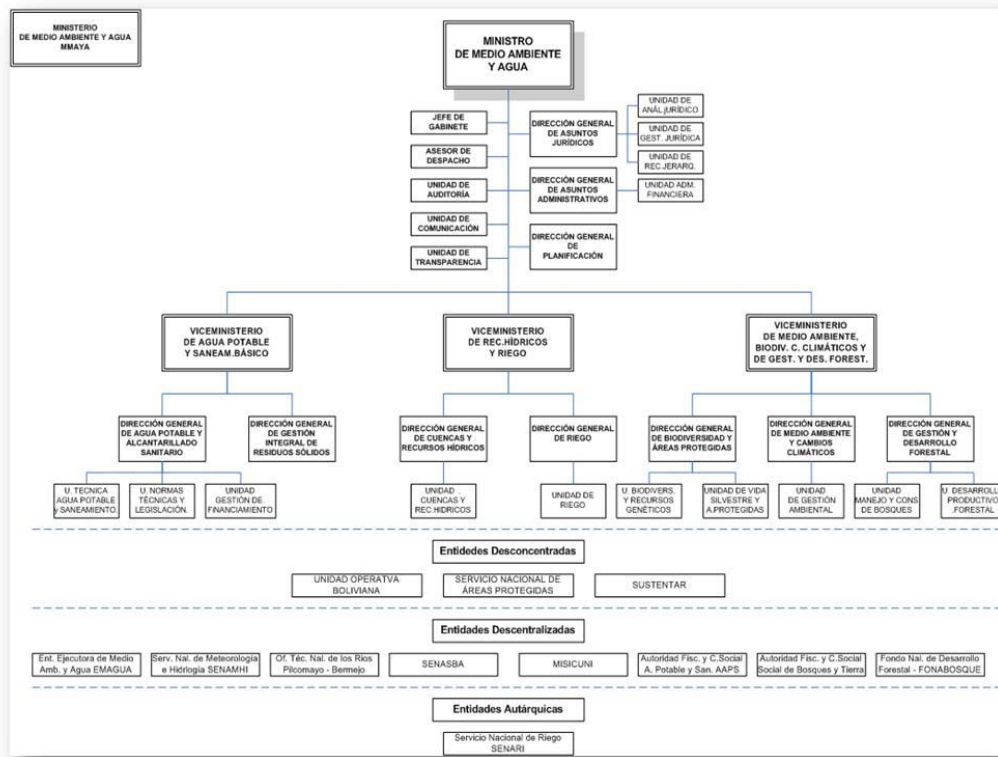 MINISTERIO
DE MEDIO AMBIENTE Y AGUA
MMAYA
MINISTRO
DE MEDIO AMBIENTE
Y AGUA
JEFE DE
GABINETE
ASESOR DE
DESPACHO
UNIDAD DE
AUDITORÍA
UNIDAD DE
COMUNICACIÓN
UNIDAD DE
TRANSPARENCIA
DIRECCIÓN GENERAL
DE ASUNTOS
JURÍDICOS
DIRECCIÓN GENERAL
DE ASUNTOS
ADMINISTRATIVOS
DIRECCIÓN GENERAL
DE
PLANIFICACIÓN
UNIDAD DE
ANÁL.jURÍDICO
UNIDAD DE
GEST. JURÍDICA
UNIDAD DE
REC.JERARQ.
UNIDAD ADM.
FINANCIERA
VICEMINISTERIO
DE AGUA POTABLE
Y SANEAM.BÁSICO
VICEMINISTERIO
DE REC.HÍDRICOS
Y RIEGO
VICEMINISTERIO
DE MEDIO AMBIENTE,
BIODIV. C. CLIMÁTICOS Y
DE GEST. Y DES. FOREST.
DIRECCIÓN GENERAL
DE AGUA POTABLE Y
ALCANTARILLADO
SANITARIO
DIRECCIÓN GENERAL
DE GESTIÓN
INTEGRAL DE
RESIDUOS SÓLIDOS
DIRECCIÓN GENERAL
DE CUENCAS Y
RECURSOS HÍDRICOS
DIRECCIÓN GENERAL
DE RIEGO
DIRECCIÓN GENERAL
DE BIODIVERSIDAD Y
ÁREAS PROTEGIDAS
DIRECCIÓN GENERAL
DE MEDIO AMBIENTE
Y CAMBIOS
CLIMÁTICOS
DIRECCIÓN GENERAL
DE GESTIÓN Y
DESARROLLO
FORESTAL
U. TECNICA
AGUA POTABLE
y SANEAMIENTO.
U. NORMAS
TÉCNICAS Y
LEGISLACIÓN.
UNIDAD
GESTIÓN DE
FINANCIAMIENTO
UNIDAD .
CUENCAS Y
REC.HIDRICOS
UNIDAD DE
RIEGO
U. BIODIVERS.
Y RECURSOS
GENÉTICOS
UNIDAD DE VIDA
SILVESTRE Y
A.PROTEGIDAS
UNIDAD
DE GESTIÓN
AMBIENTAL
UNIDAD
MANEJO Y CONS.
DE BOSQUES
U. DESARROLL
PRODUCTIVO
.FORESTAL
Entidedes Desconcentradas
UNIDAD OPERATVA
BOLIVIANA
SERVICIO NACIONAL DE
ÁREAS PROTEGIDAS
SUSTENTAR
Entidades Descentralizadas
Ent. Ejecutora de Medio
Amb. y Agua EMAGUA
Serv. Nal. de Meteorología
e Hidrlogía SENAMHI
Of. Téc. Nal. de los Rios
Pilcomayo - Bermejo
SENASBA
MISICUNI
Autoridad Fisc. y C.Social
A. Potable y San. AAPS
Autoridad Fisc. y C.Social
Social de Bosques y Tierra
Fondo Nal. de Desarrollo
Forestal - FONABOSQUE
Entidades Autárquicas
Servicio Nacional de Riego
SENARI